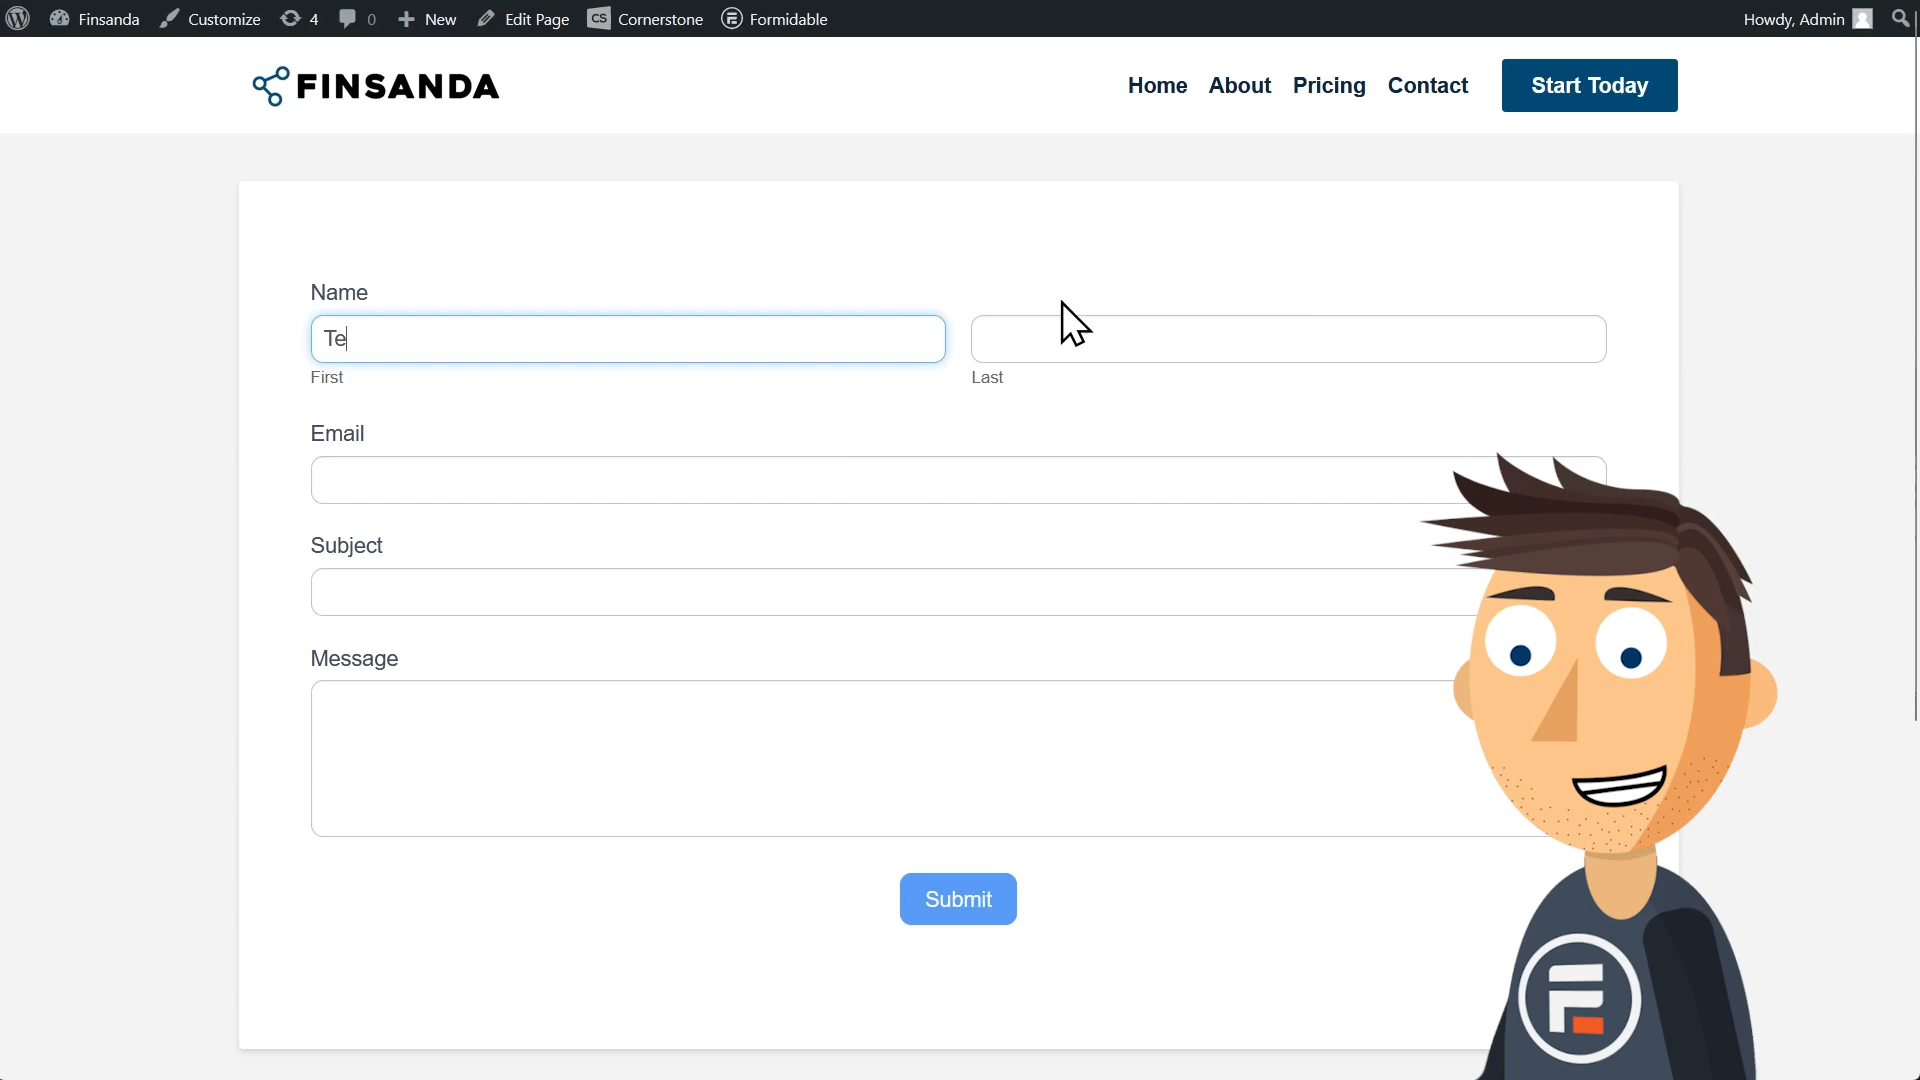 Finsanda Customize 4 0 New Edit Page CS Cornerstone Formidable Howdy, Admin
FINSANDA Home About Pricing Contact Start Today
Name
Te
First Last
Email
Subject
Message
Submit